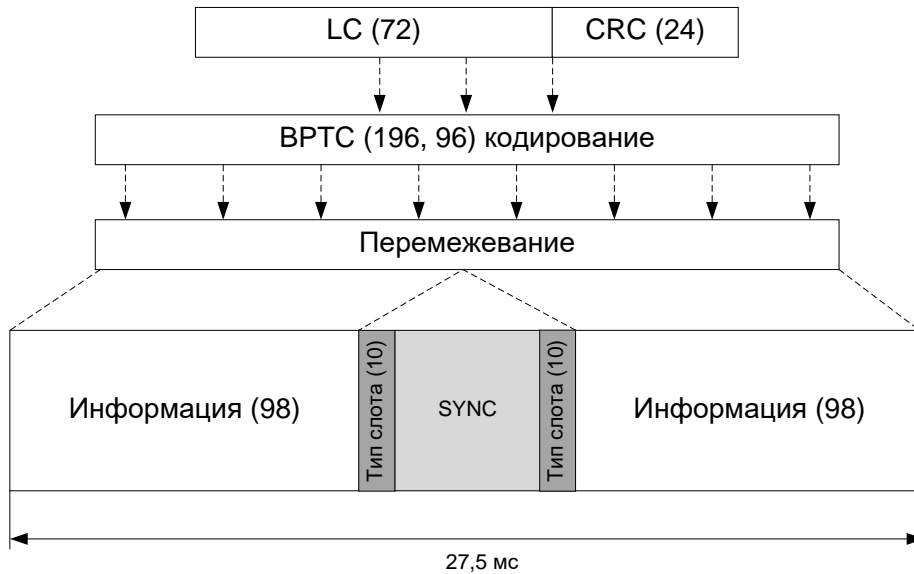 LC (72)
CRC (24)
BPTC (196, 96) кодирование
Перемежевание
Информация (98)
Тип слота (10)
SYNC
Тип слота (10)
Информация (98)
27,5 мс